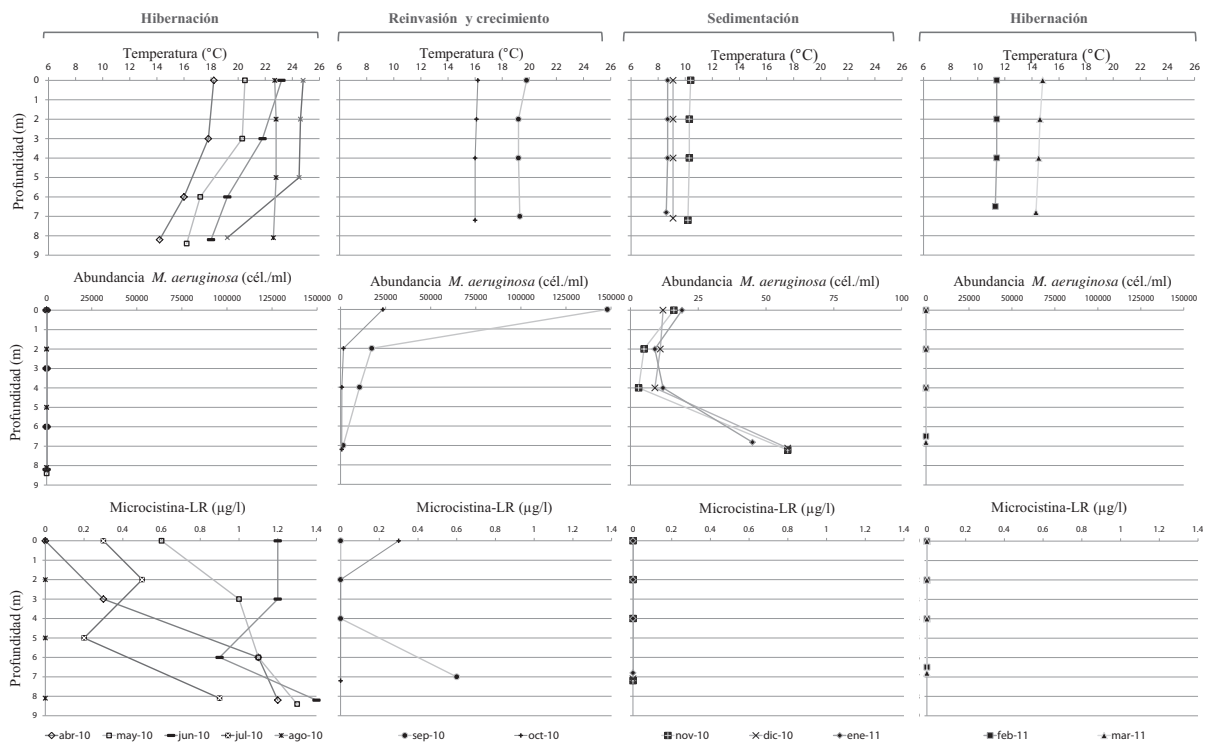 Hibernación
Reinvasión y crecimiento
Sedimentación
Hibernación
Temperatura (°C)
6 8 10 12 14 16 18 20 22 24 26
Temperatura (°C)
6 8 10 12 14 16 18 20 22 24 26
Temperatura (°C)
6 8 10 12 14 16 18 20 22 24 26
Temperatura (°C)
6 8 10 12 14 16 18 20 22 24 26
Profundidad (m)
0
1
2
3
4
5
6
7
8
9
Abundancia M. aeruginosa (cél./ml)
0 25000 50000 75000 100000 125000 150000
Abundancia M. aeruginosa (cél./ml)
0 25000 50000 75000 100000 125000 150000
Abundancia M. aeruginosa (cél./ml)
0 25 50 75 100
Abundancia M. aeruginosa (cél./ml)
0 25000 50000 75000 100000 125000 150000
Profundidad (m)
0
1
2
3
4
5
6
7
8
9
Microcistina-LR (µg/l)
0 0.2 0.4 0.6 0.8 1 1.2 1.4
Microcistina-LR (µg/l)
0 0.2 0.4 0.6 0.8 1 1.2 1.4
Microcistina-LR (µg/l)
0 0.2 0.4 0.6 0.8 1 1.2 1.4
Microcistina-LR (µg/l)
0 0.2 0.4 0.6 0.8 1 1.2 1.4
Profundidad (m)
0
1
2
3
4
5
6
7
8
9
abr-10 may-10 jun-10 jul-10 ago-10
sep-10 oct-10
nov-10 dic-10 ene-11
feb-11 mar-11